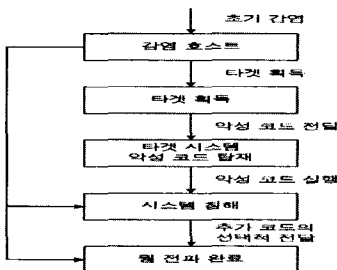 초기 감염
감염 호스트
타겟 획득
타겟 획득
악성 코드 전달
타겟 시스템
악성 코드 탑재
악성 코드 실행
시스템 침해
추가 코드의
선택적 전달
웜 전파 완료